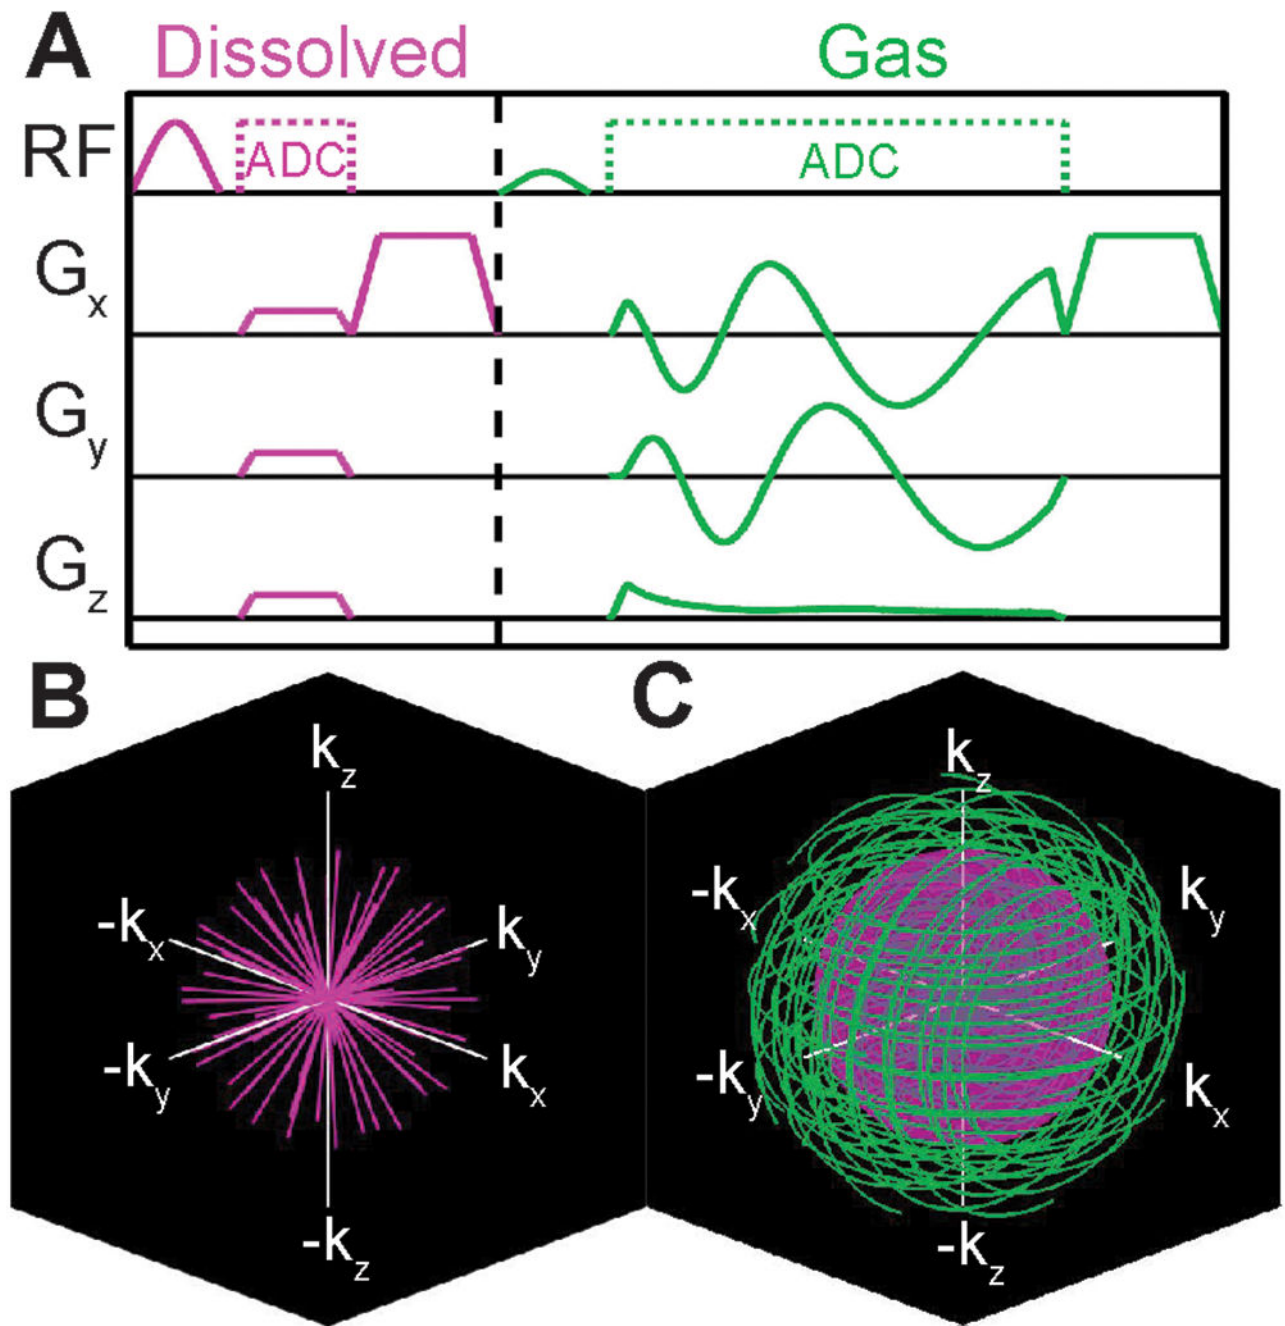 A Dissolved Gas
RF ADC ADC
Gx
Gy
Gz
B C
kz kz
-kx ky -kx ky
-ky kx -ky kx
-kz -kz